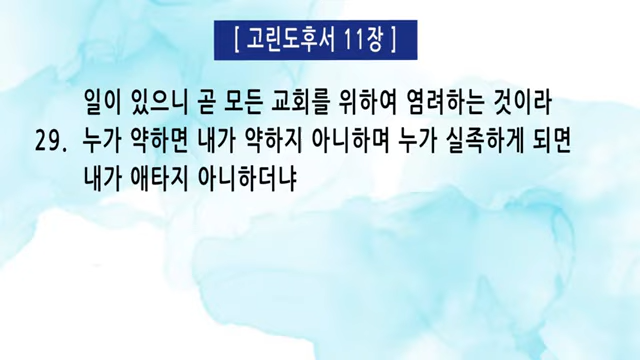 [ 고린도후서 11장 ]
일이 있으니 곧 모든 교회를 위하여 염려하는 것이라
29. 누가 약하면 내가 약하지 아니하며 누가 실족하게 되면
내가 애타지 아니하더냐